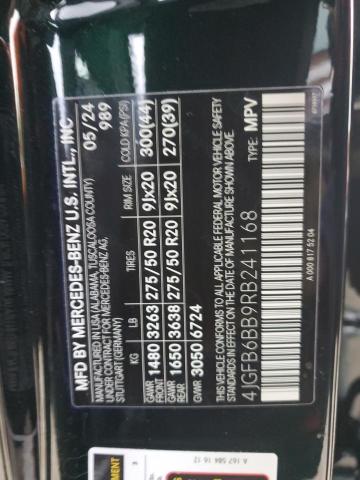 MFD BY MERCEDES-BENZ U.S. INTL., INC
MANUFACTURED IN USA (ALABAMA, TUSCALOOSA COUNTY) 05/24
UNDER CONTRACT FROM MERCEDES-BENZ AG, 989
STUTTGART (GERMANY)
KG LB TIRES RIM SIZE COLD KPA (PSI)
GAWR FRONT 1480 3263 275/50 R20 9Jx20 300(44)
GAWR REAR 1650 3638 275/50 R20 9Jx20 270(39)
GVWR 3050 6724
THIS VEHICLE CONFORMS TO ALL APPLICABLE FEDERAL MOTOR VEHICLE SAFETY
STANDARDS IN EFFECT ON THE DATE OF MANUFACTURE SHOWN ABOVE.
4JGFB6BB9RB241168 TYPE: MPV
A 000 817 52 04
A 167 584 16 12